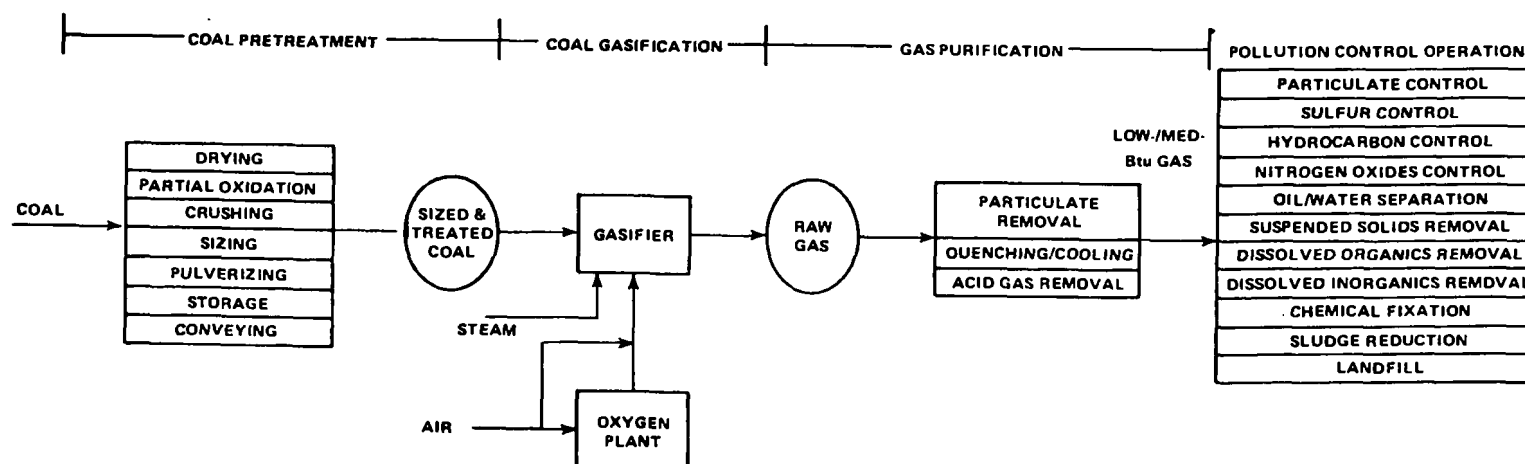 COAL PRETREATMENT
COAL GASIFICATION
GAS PURIFICATION
POLLUTION CONTROL OPERATION
COAL
DRYING
PARTIAL OXIDATION
CRUSHING
SIZING
PULVERIZING
STORAGE
CONVEYING
SIZED &
TREATED
COAL
GASIFIER
STEAM
AIR
OXYGEN
PLANT
RAW
GAS
PARTICULATE
REMOVAL
QUENCHING/COOLING
ACID GAS REMOVAL
LOW-/MED-
Btu GAS
PARTICULATE CONTROL
SULFUR CONTROL
HYDROCARBON CONTROL
NITROGEN OXIDES CONTROL
OIL/WATER SEPARATION
SUSPENDED SOLIDS REMOVAL
DISSOLVED ORGANICS REMOVAL
DISSOLVED INORGANICS REMOVAL
CHEMICAL FIXATION
SLUDGE REDUCTION
LANDFILL